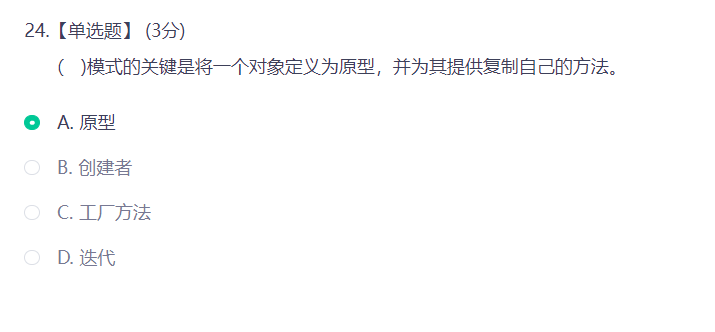 24.【单选题】 (3分)
(   )模式的关键是将一个对象定义为原型，并为其提供复制自己的方法。
A. 原型
B. 创建者
C. 工厂方法
D. 迭代